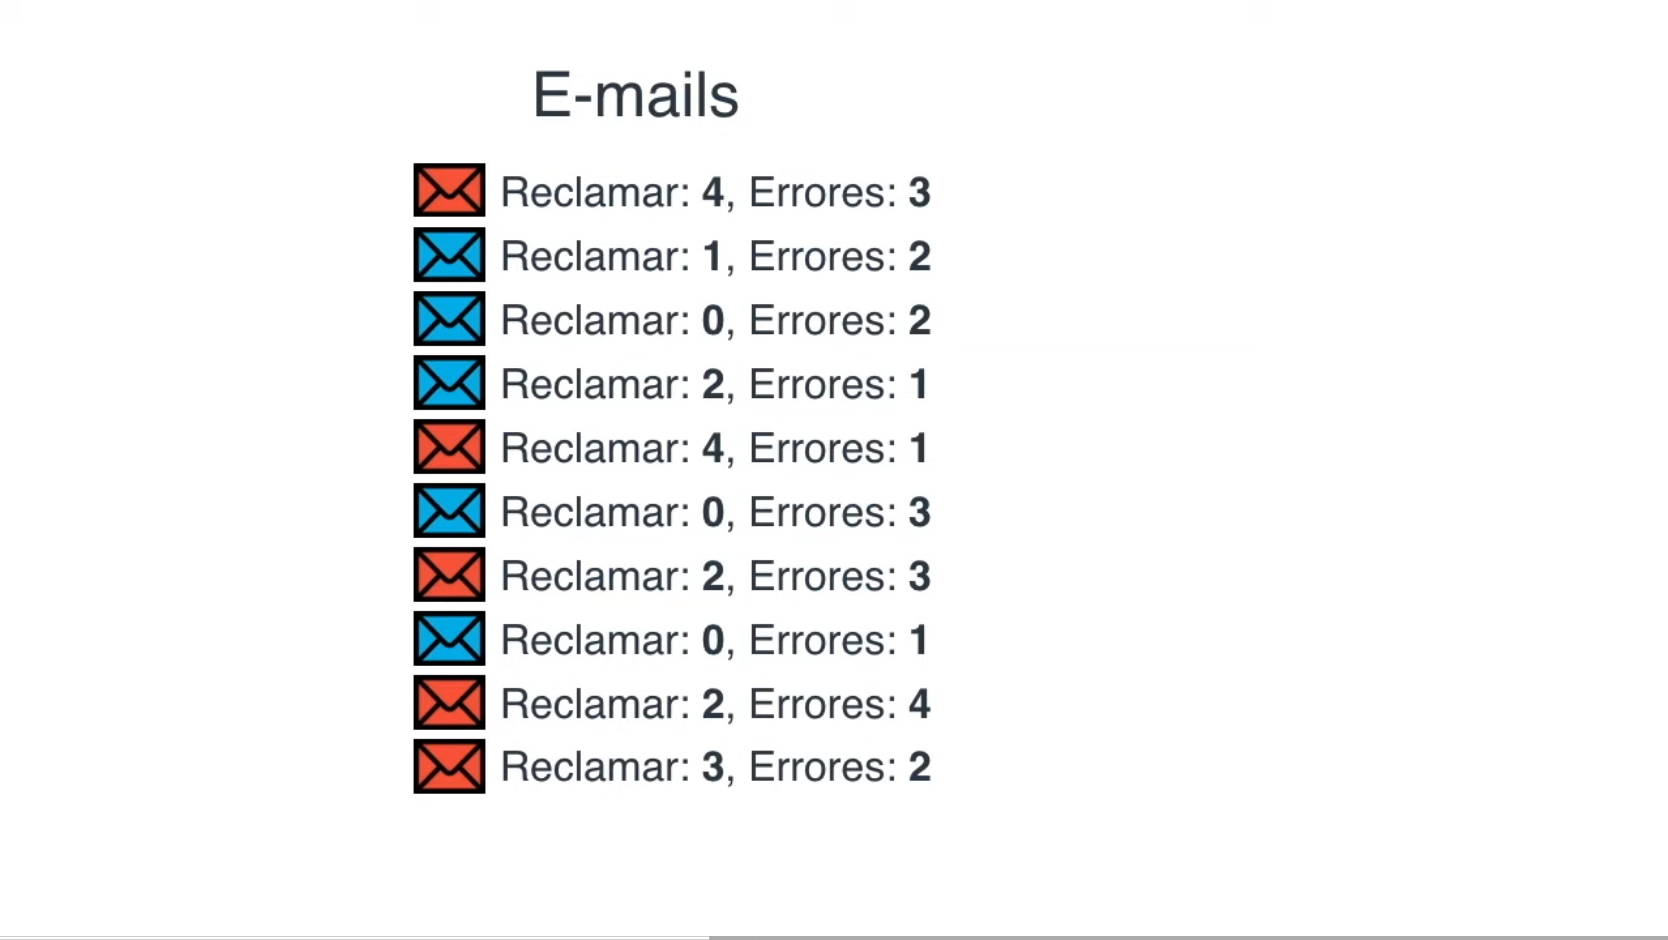 E-mails
Reclamar: 4, Errores: 3
Reclamar: 1, Errores: 2
Reclamar: 0, Errores: 2
Reclamar: 2, Errores: 1
Reclamar: 4, Errores: 1
Reclamar: 0, Errores: 3
Reclamar: 2, Errores: 3
Reclamar: 0, Errores: 1
Reclamar: 2, Errores: 4
Reclamar: 3, Errores: 2